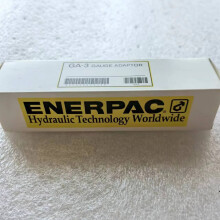 GA-3 GAUGE ADAPTOR
ENERPAC
Hydraulic Technology Worldwide